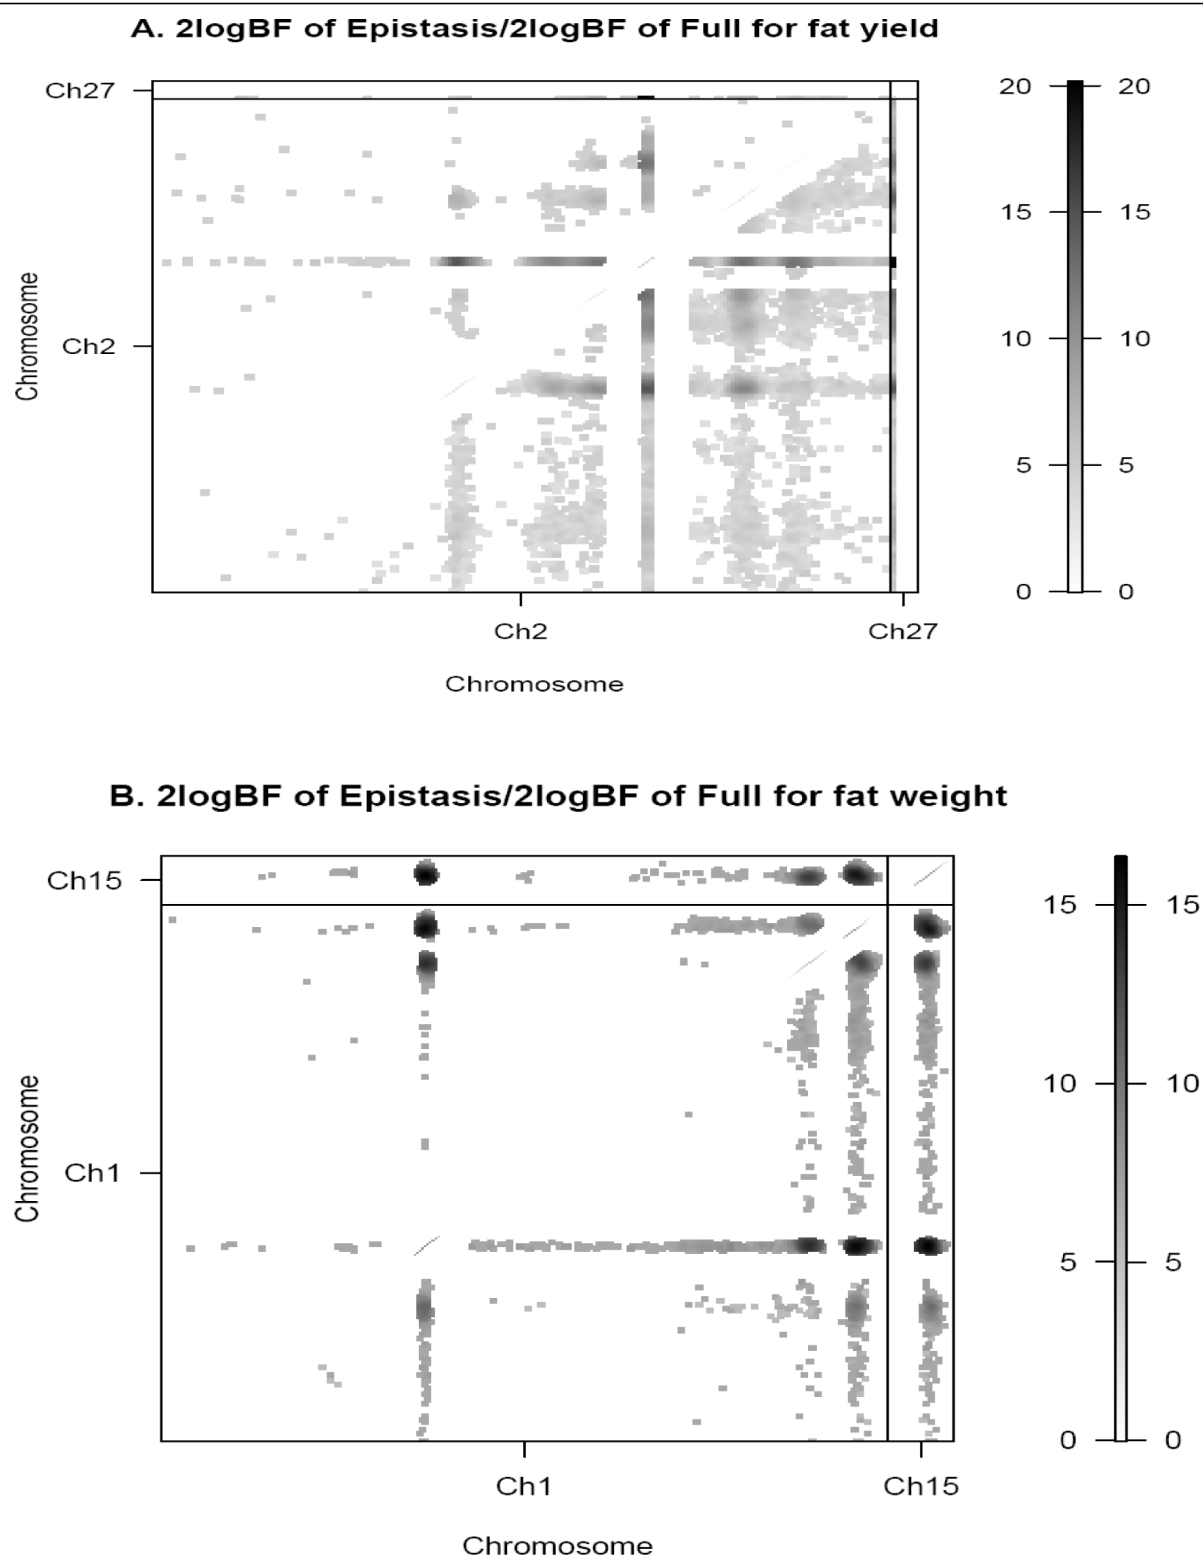 A. 2logBF of Epistasis/2logBF of Full for fat yield
Ch27
Ch2
Chromosome
Ch2
Ch27
Chromosome
20 20
15 15
10 10
5 5
0 0
B. 2logBF of Epistasis/2logBF of Full for fat weight
Ch15
Ch1
Chromosome
Ch1
Ch15
Chromosome
15 15
10 10
5 5
0 0